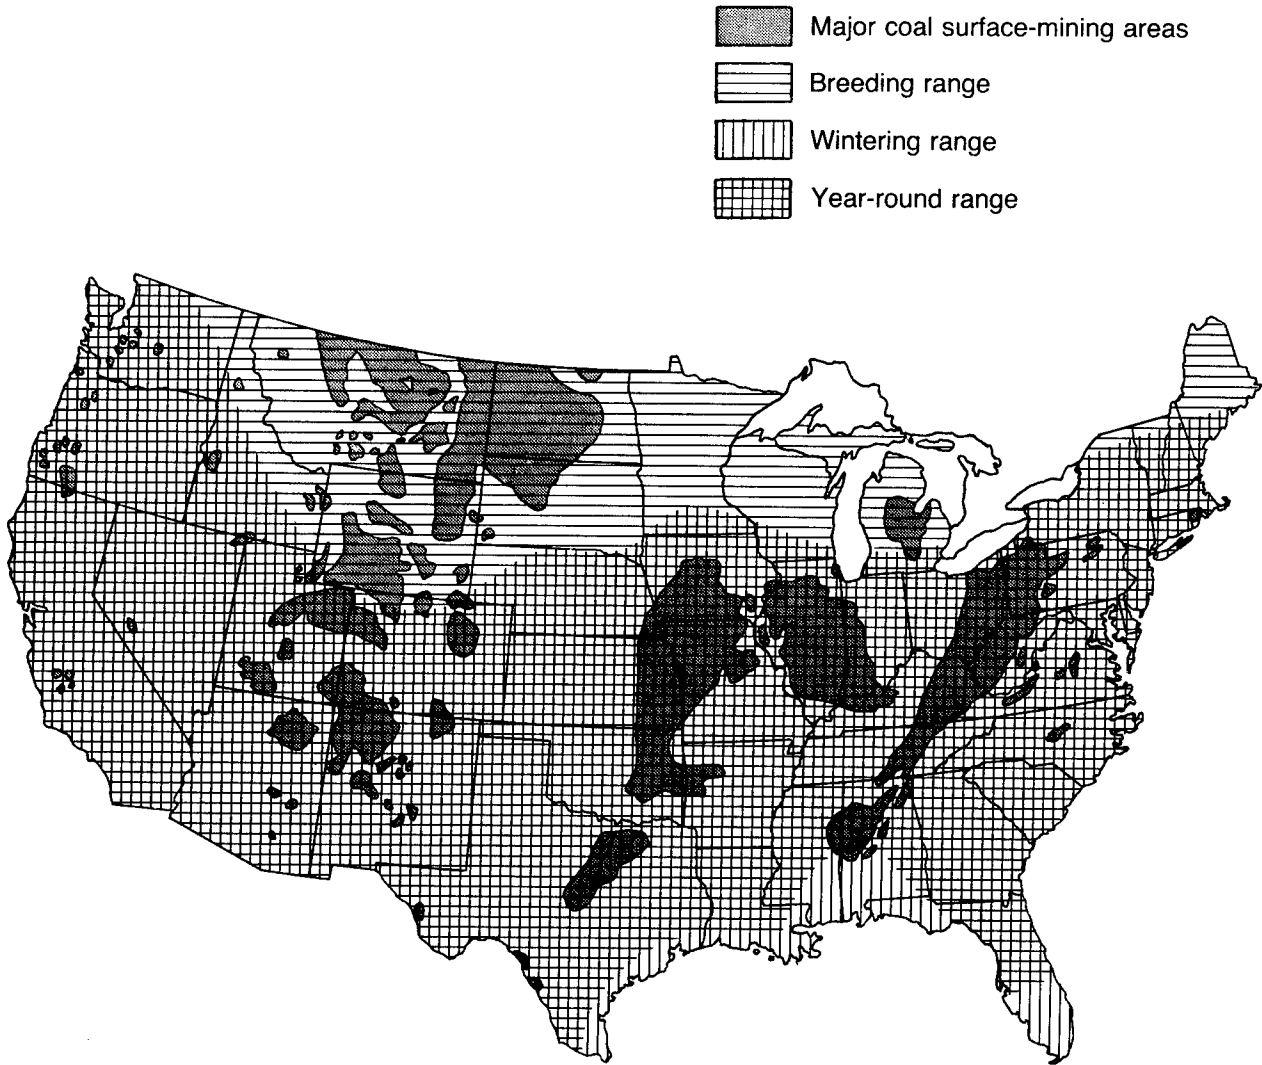 Major coal surface-mining areas
Breeding range
Wintering range
Year-round range